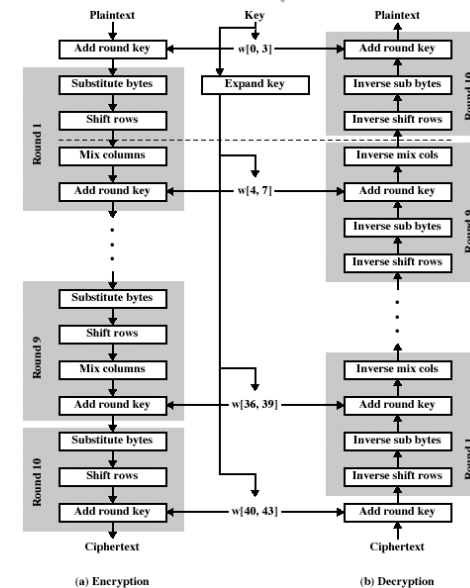 Plaintext
Key
Plaintext
Add round key
w[0, 3]
Add round key
Substitute bytes
Expand key
Inverse sub bytes
Round 10
Shift rows
Inverse shift rows
Round 1
Mix columns
Inverse mix cols
Add round key
w[4, 7]
Add round key
Inverse sub bytes
Round 9
Inverse shift rows
Substitute bytes
Shift rows
Round 9
Mix columns
Inverse mix cols
Add round key
w[36, 39]
Add round key
Substitute bytes
Inverse sub bytes
Round 1
Round 10
Shift rows
Inverse shift rows
Add round key
w[40, 43]
Add round key
Ciphertext
Ciphertext
(a) Encryption
(b) Decryption